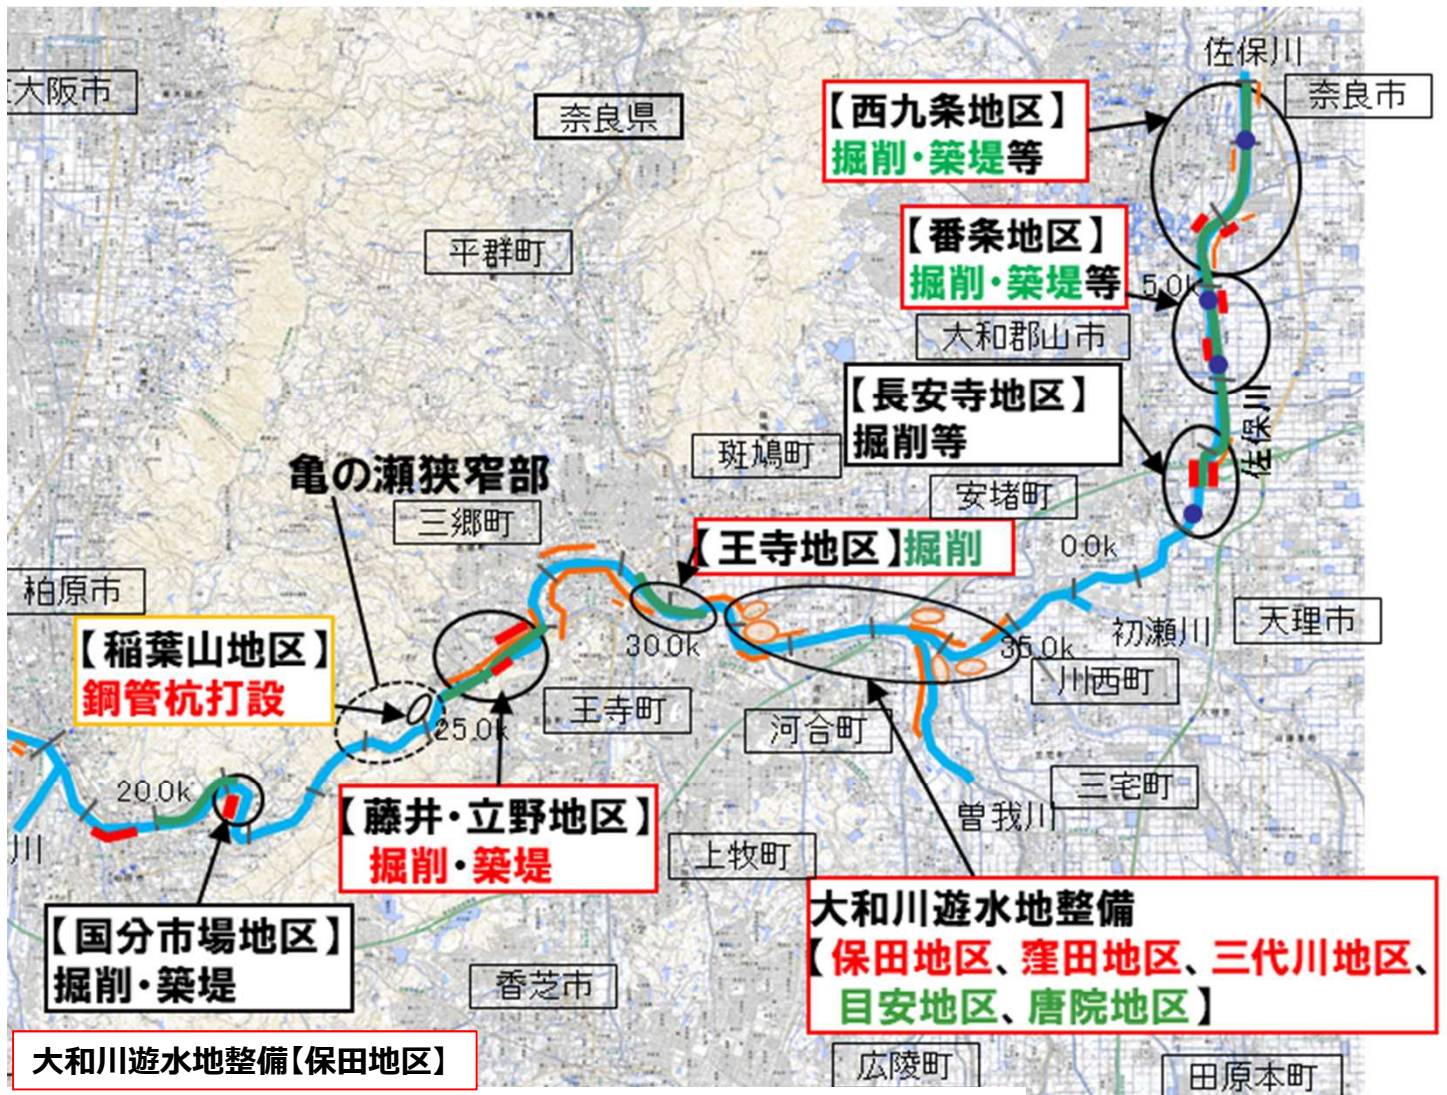 佐保川
大阪市
奈良県
奈良市
【西九条地区】
掘削・築堤等
平群町
【番条地区】
掘削・築堤等
5.0k
大和郡山市
【長安寺地区】
掘削等
佐保川
斑鳩町
亀の瀬狭窄部
三郷町
安堵町
【王寺地区】掘削
0.0k
柏原市
【稲葉山地区】
鋼管杭打設
30.0k
35.0k
初瀬川
天理市
川西町
王寺町
河合町
25.0k
20.0k
三宅町
曽我川
川
【藤井・立野地区】
掘削・築堤
上牧町
【国分市場地区】
掘削・築堤
香芝市
大和川遊水地整備
【保田地区、窪田地区、三代川地区、
目安地区、唐院地区】
大和川遊水地整備【保田地区】
広陵町
田原本町